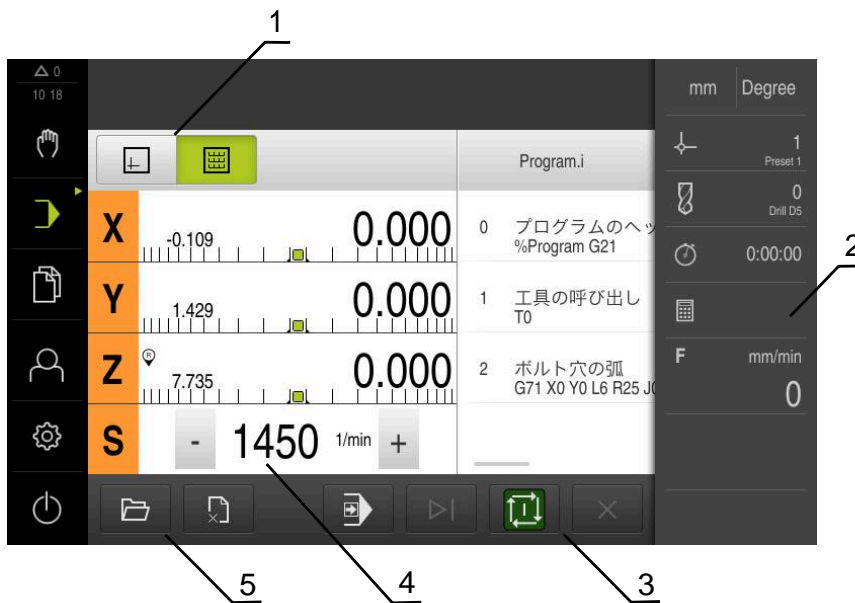 1
△ 0
10 18
mm
Degree
Program.i
1
Preset 1
X
-0.109
0.000
0
プログラムのヘッ
%Program G21
0
Drill D5
0:00:00
2
Y
1.429
0.000
1
工具の呼び出し
T0
Z
R
7.735
0.000
2
ボルト穴の弧
G71 X0 Y0 L6 R25 J0
F
mm/min
0
S
-
1450
1/min
+
5
4
3